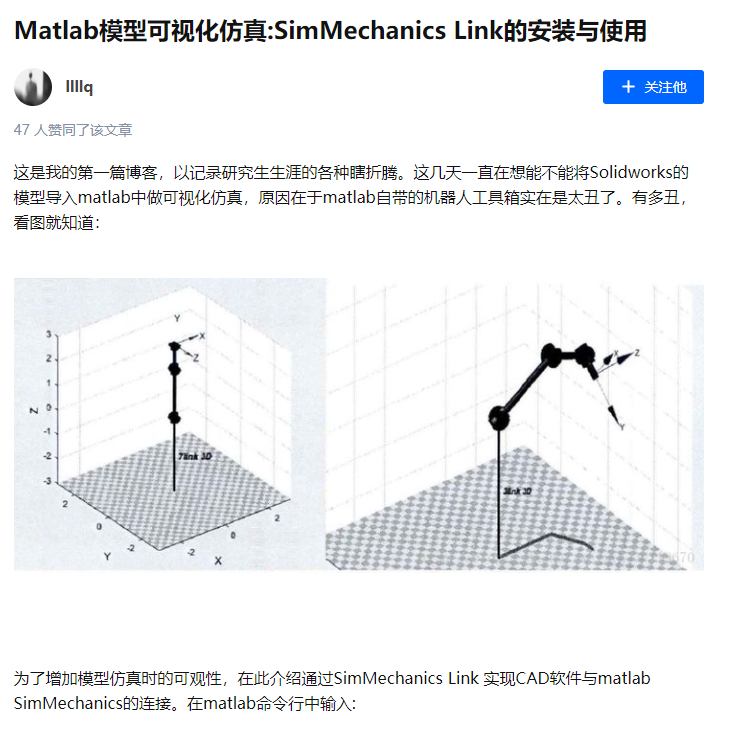 Matlab模型可视化仿真:SimMechanics Link的安装与使用
llllq
+ 关注他
47 人赞同了该文章
这是我的第一篇博客，以记录研究生生涯的各种瞎折腾。这几天一直在想能不能将Solidworks的
模型导入matlab中做可视化仿真，原因在于matlab自带的机器人工具箱实在是太丑了。有多丑，
看图就知道：
3
2
1
0
-1
-2
-3
Z
Y
X
Z
7link 3D
2
0
-2
Y
-2
0
2
X
X
Z
Y
3link 3D
为了增加模型仿真时的可观性，在此介绍通过SimMechanics Link 实现CAD软件与matlab
SimMechanics的连接。在matlab命令行中输入: